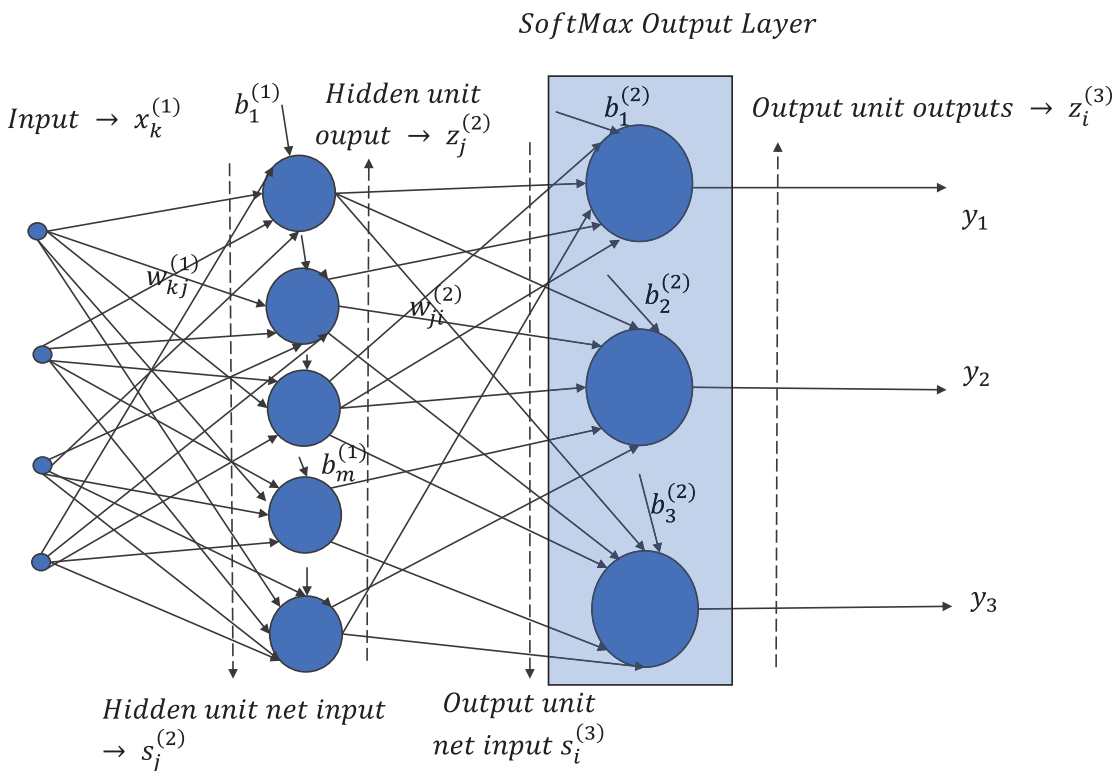 SoftMax Output Layer
Input → x_k^(1)
b_1^(1)
Hidden unit
ouput → z_j^(2)
b_1^(2)
Output unit outputs → z_i^(3)
y_1
w_kj^(1)
w_ji^(2)
b_2^(2)
y_2
b_m^(1)
b_3^(2)
y_3
Hidden unit net input
→ s_j^(2)
Output unit
net input s_i^(3)